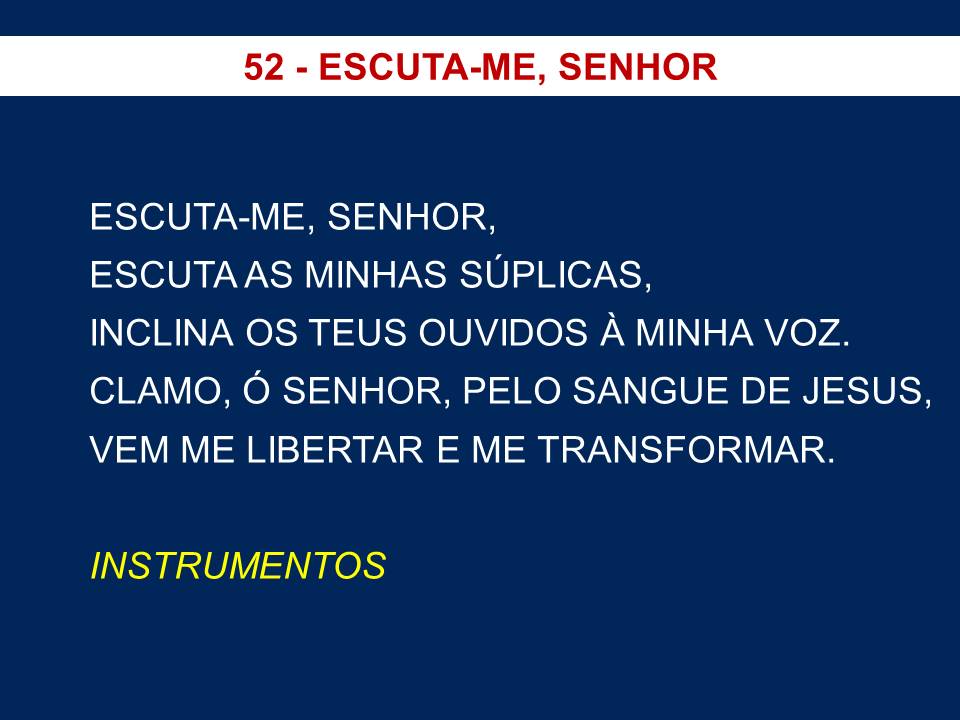 52 - ESCUTA-ME, SENHOR
ESCUTA-ME, SENHOR,
ESCUTA AS MINHAS SÚPLICAS,
INCLINA OS TEUS OUVIDOS À MINHA VOZ.
CLAMO, Ó SENHOR, PELO SANGUE DE JESUS,
VEM ME LIBERTAR E ME TRANSFORMAR.
INSTRUMENTOS